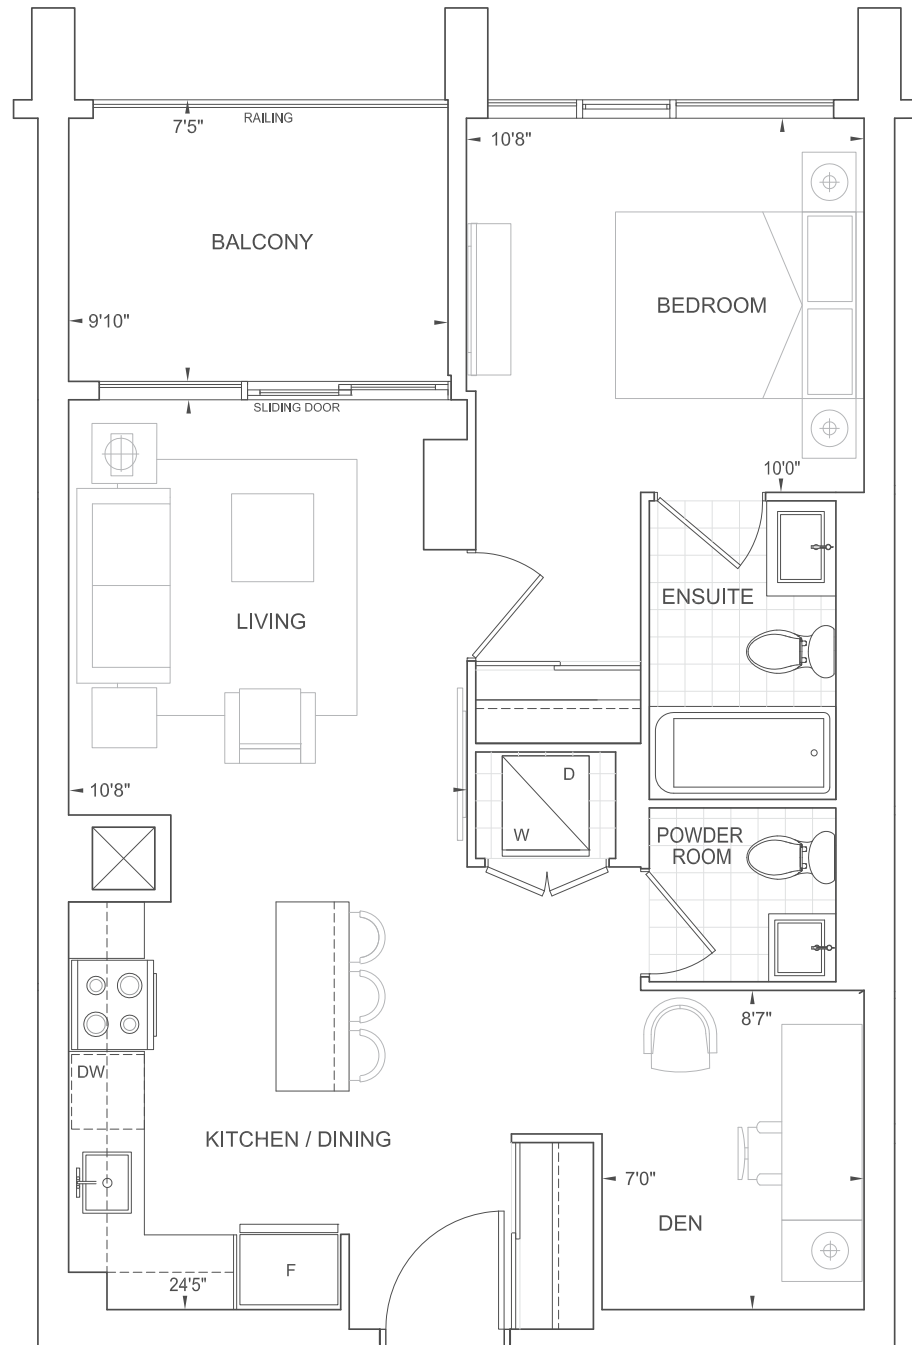 RAILING
7'5"
10'8"
BALCONY
BEDROOM
9'10"
SLIDING DOOR
10'0"
ENSUITE
LIVING
D
10'8"
W
POWDER
ROOM
8'7"
DW
KITCHEN / DINING
7'0"
DEN
F
24'5"